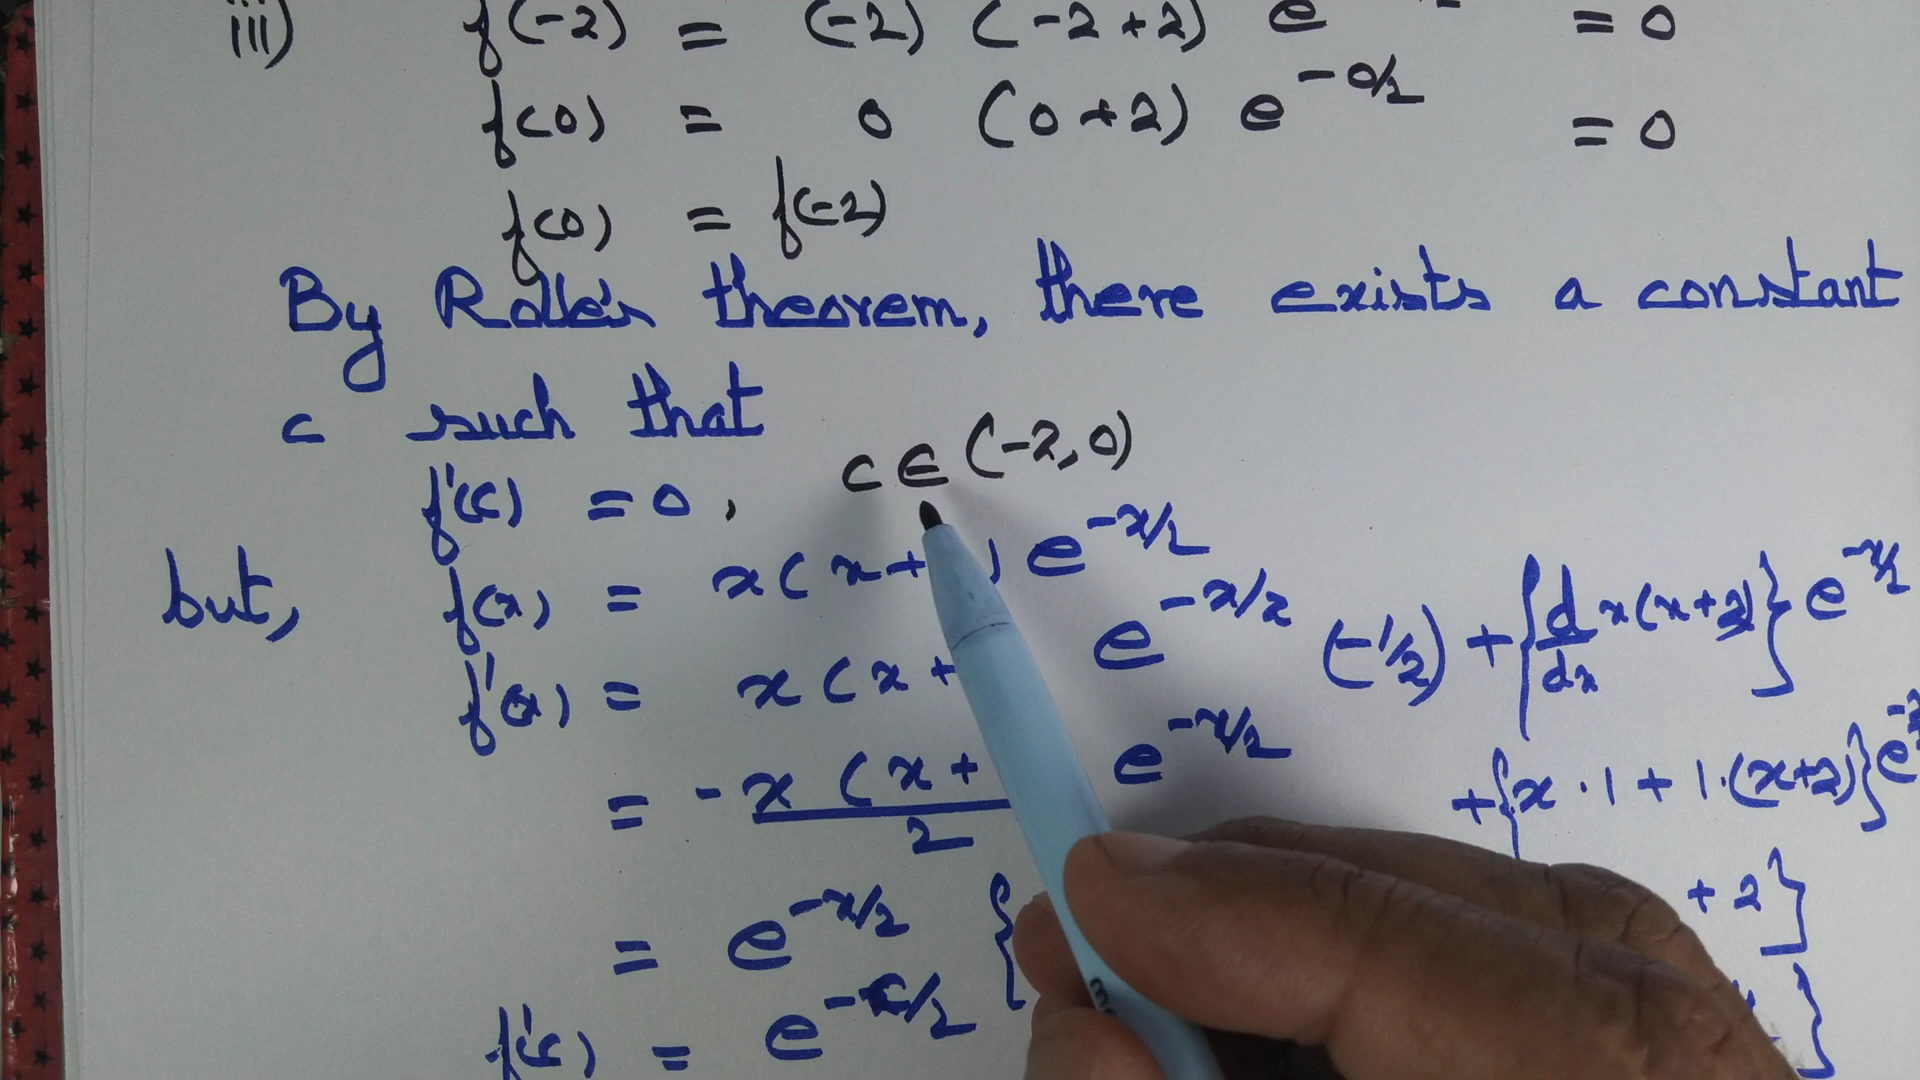 iii) f(-2) = (-2) (-2+2) e = 0
f(0) = 0 (0+2) e^{-0/2} = 0
f(0) = f(-2)
By Rolle's theorem, there exists a constant
c such that
f'(c) = 0, c ∈ (-2, 0)
but, f(x) = x(x+ ) e^{-x/2}
f'(x) = x(x+ e^{-x/2} (-1/2) + {d/dx x(x+2)} e^{-x/2}
= -x(x+ /2 e^{-x/2} + {x·1 + 1·(x+2)} e
= e^{-x/2} { + 2}
f'(c) = e^{-c/2} }